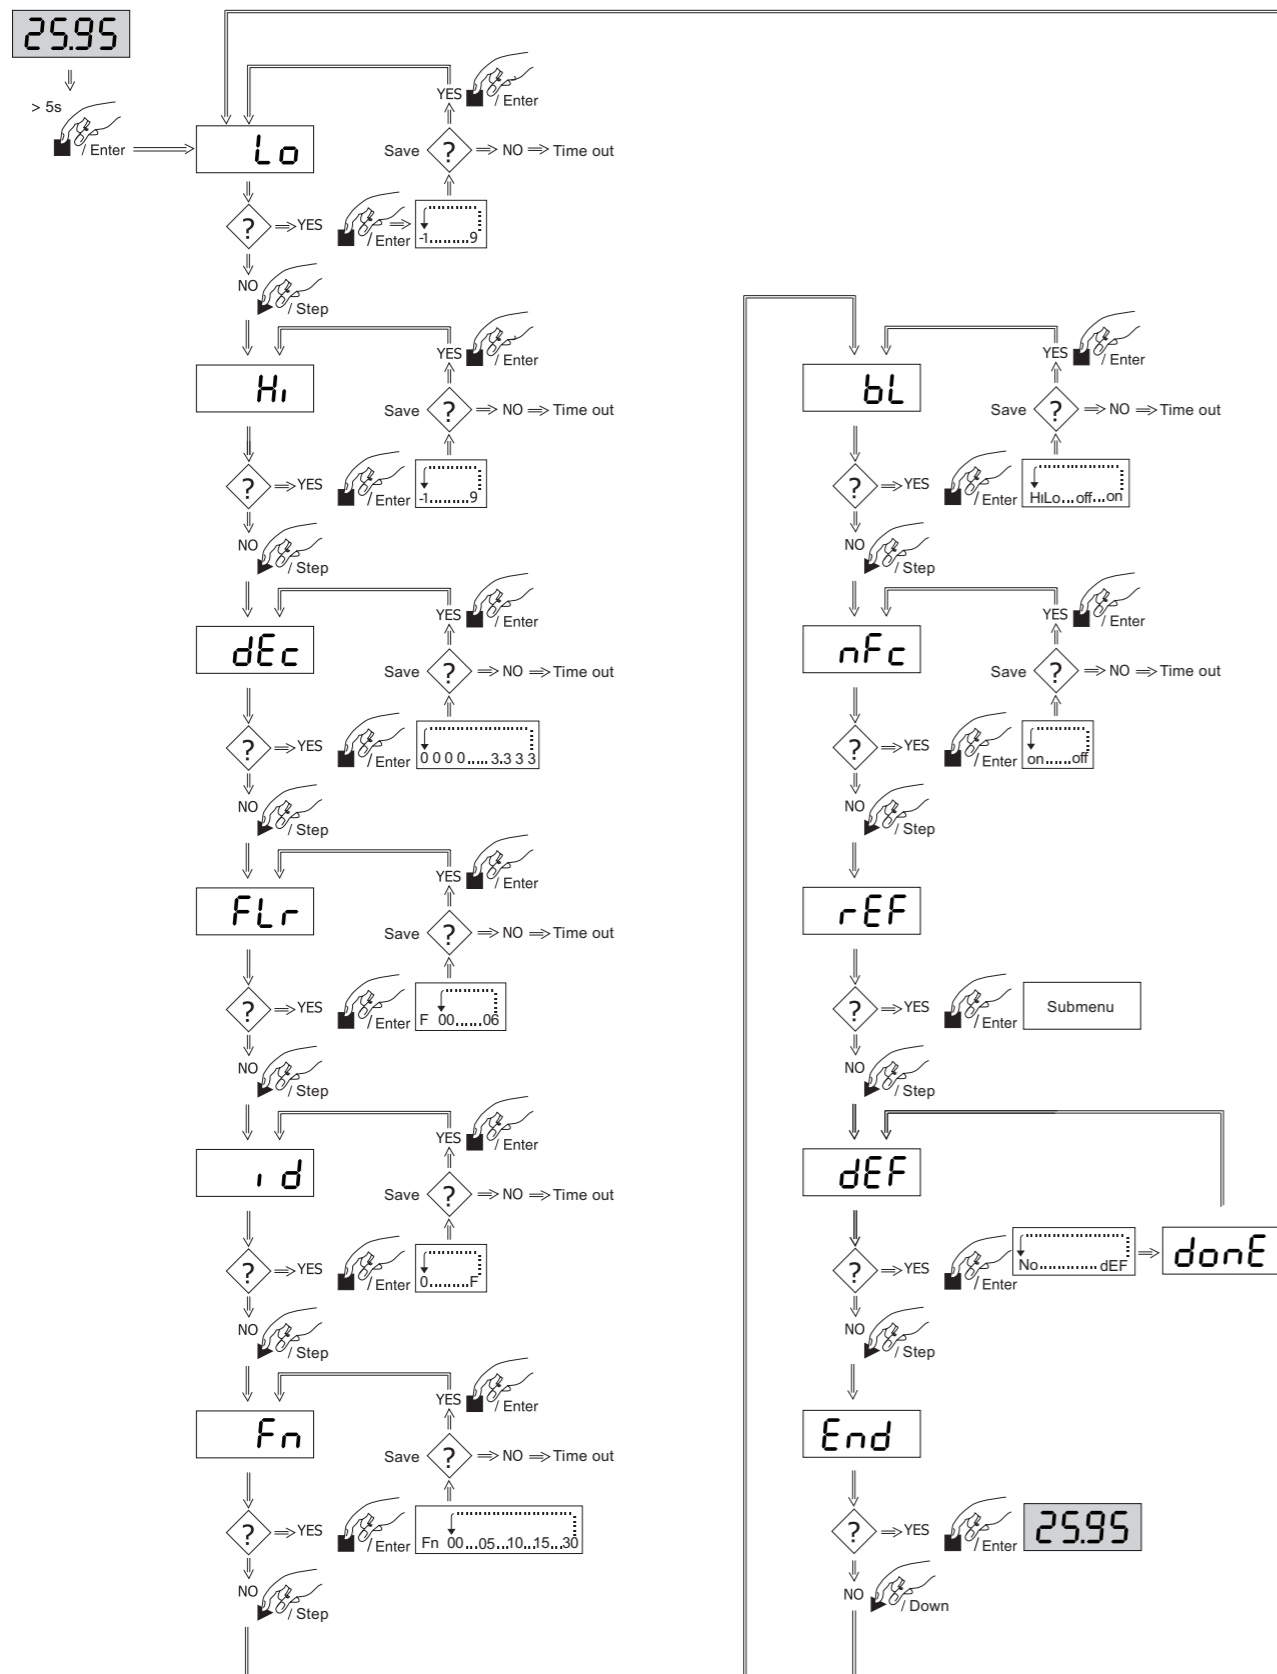 25.95
> 5s
/ Enter
Lo
?
YES
/ Enter
-1.........9
Save
?
NO
Time out
YES
/ Enter
NO
/ Step
Hi
?
YES
/ Enter
-1.........9
Save
?
NO
Time out
YES
/ Enter
NO
/ Step
dEc
?
YES
/ Enter
0 0 0 0 ..... 3.3 3 3
Save
?
NO
Time out
YES
/ Enter
NO
/ Step
FLr
?
YES
/ Enter
F 00......06
Save
?
NO
Time out
YES
/ Enter
NO
/ Step
id
?
YES
/ Enter
0........F
Save
?
NO
Time out
YES
/ Enter
NO
/ Step
Fn
?
YES
/ Enter
Fn 00...05...10...15...30
Save
?
NO
Time out
YES
/ Enter
NO
/ Step
bL
?
YES
/ Enter
HiLo...off...on
Save
?
NO
Time out
YES
/ Enter
NO
/ Step
nFc
?
YES
/ Enter
on......off
Save
?
NO
Time out
YES
/ Enter
NO
/ Step
rEF
?
YES
/ Enter
Submenu
NO
/ Step
dEF
?
YES
/ Enter
No............ dEF
donE
NO
/ Step
End
?
YES
/ Enter
25.95
NO
/ Down